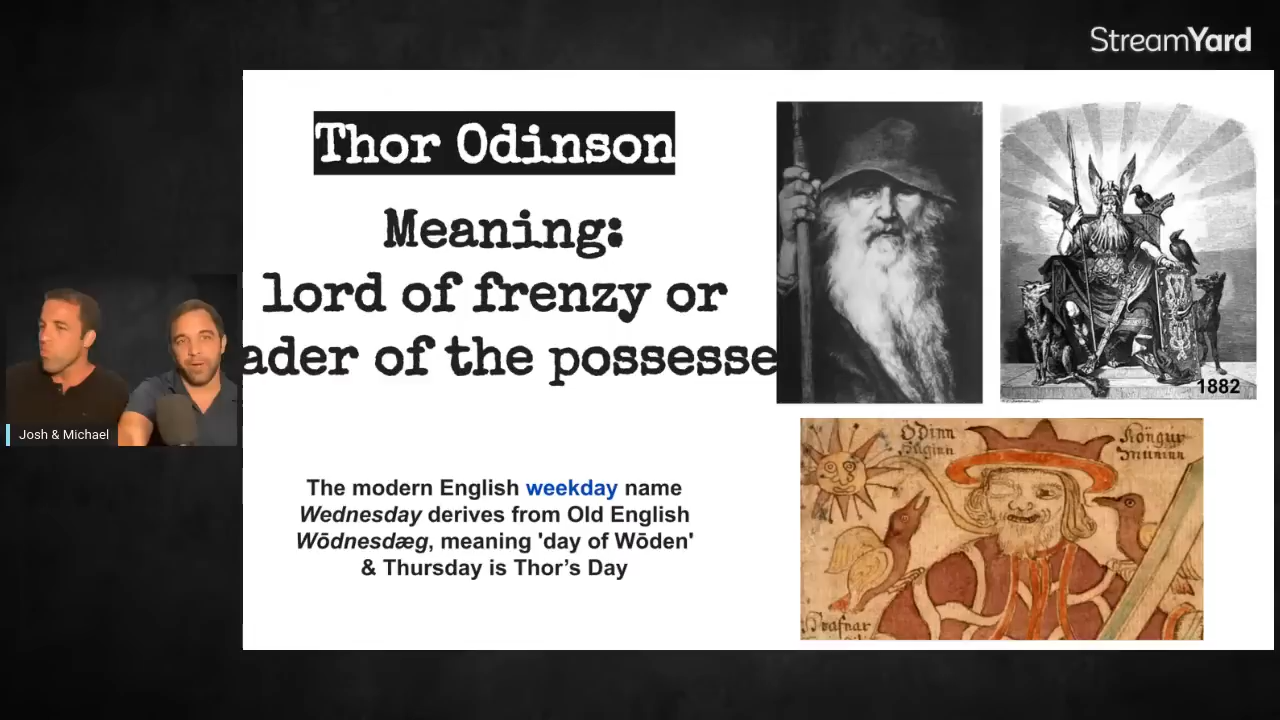 StreamYard
Thor Odinson
Meaning:
lord of frenzy or
ader of the possesse
The modern English weekday name
Wednesday derives from Old English
Wōdnesdæg, meaning 'day of Wōden'
& Thursday is Thor’s Day
1882
Josh & Michael